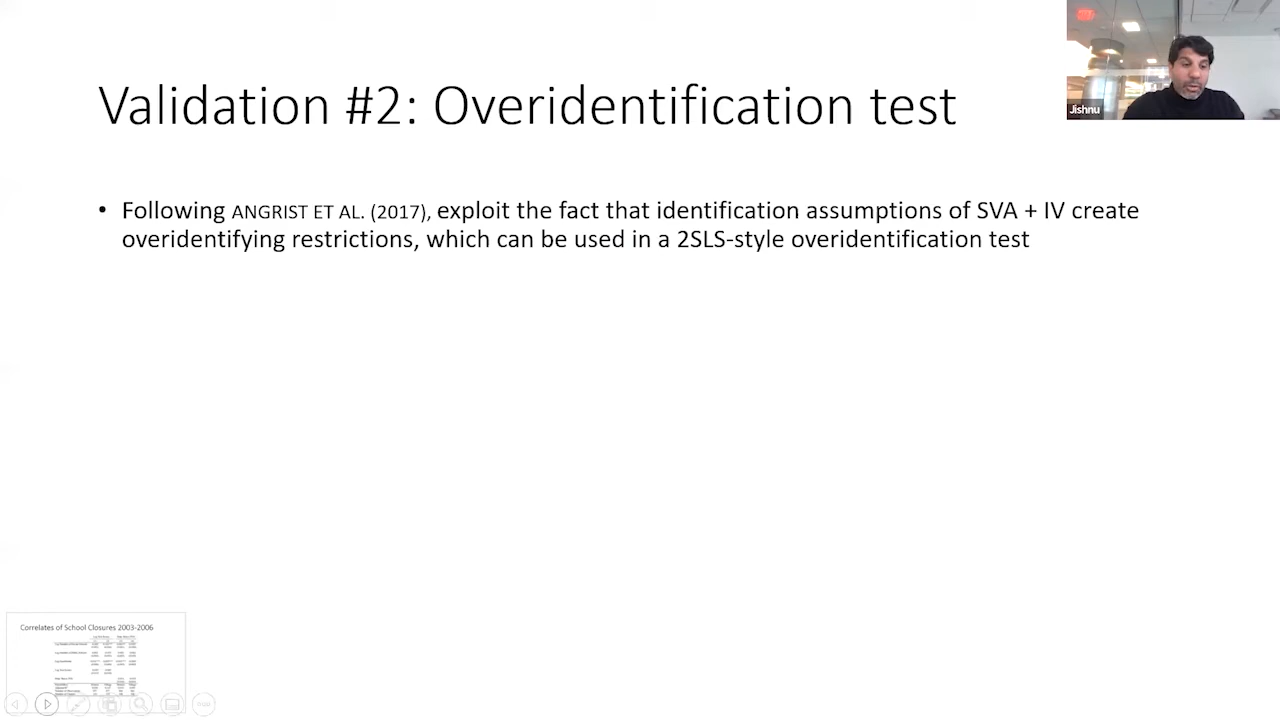 Validation #2: Overidentification test
Jishnu
• Following ANGRIST ET AL. (2017), exploit the fact that identification assumptions of SVA + IV create
overidentifying restrictions, which can be used in a 2SLS-style overidentification test
Correlates of School Closures 2003-2006